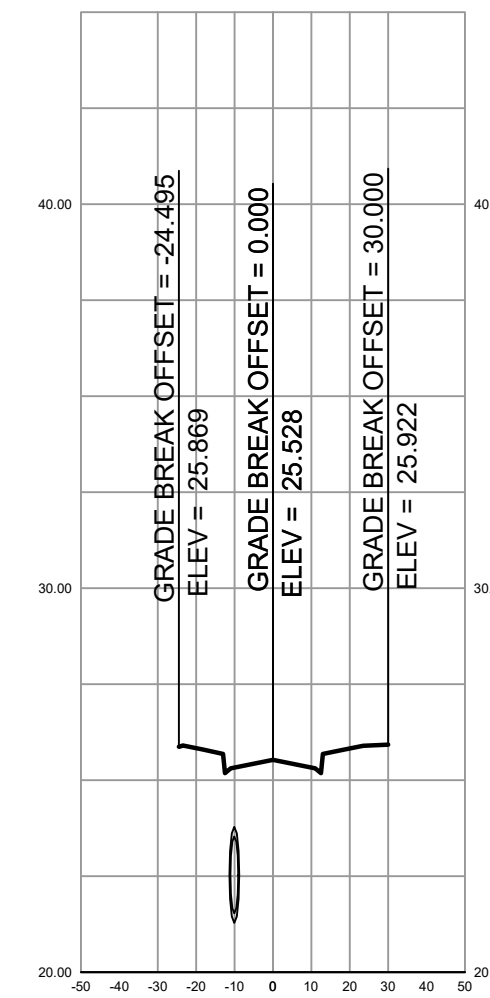 40.00
40
GRADE BREAK OFFSET = -24.495
ELEV = 25.869
GRADE BREAK OFFSET = 0.000
ELEV = 25.528
GRADE BREAK OFFSET = 30.000
ELEV = 25.922
30.00
30
20.00
20
-50 -40 -30 -20 -10 0 10 20 30 40 50